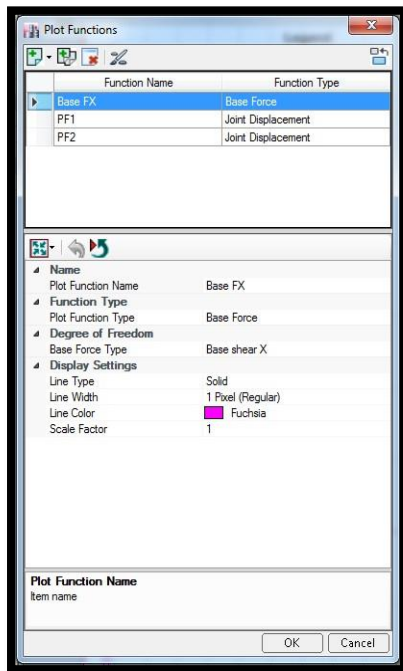 Plot Functions
Function Name Function Type
Base FX Base Force
PF1 Joint Displacement
PF2 Joint Displacement
Name
Plot Function Name Base FX
Function Type
Plot Function Type Base Force
Degree of Freedom
Base Force Type Base shear X
Display Settings
Line Type Solid
Line Width 1 Pixel (Regular)
Line Color Fuchsia
Scale Factor 1
Plot Function Name
Item name
OK Cancel